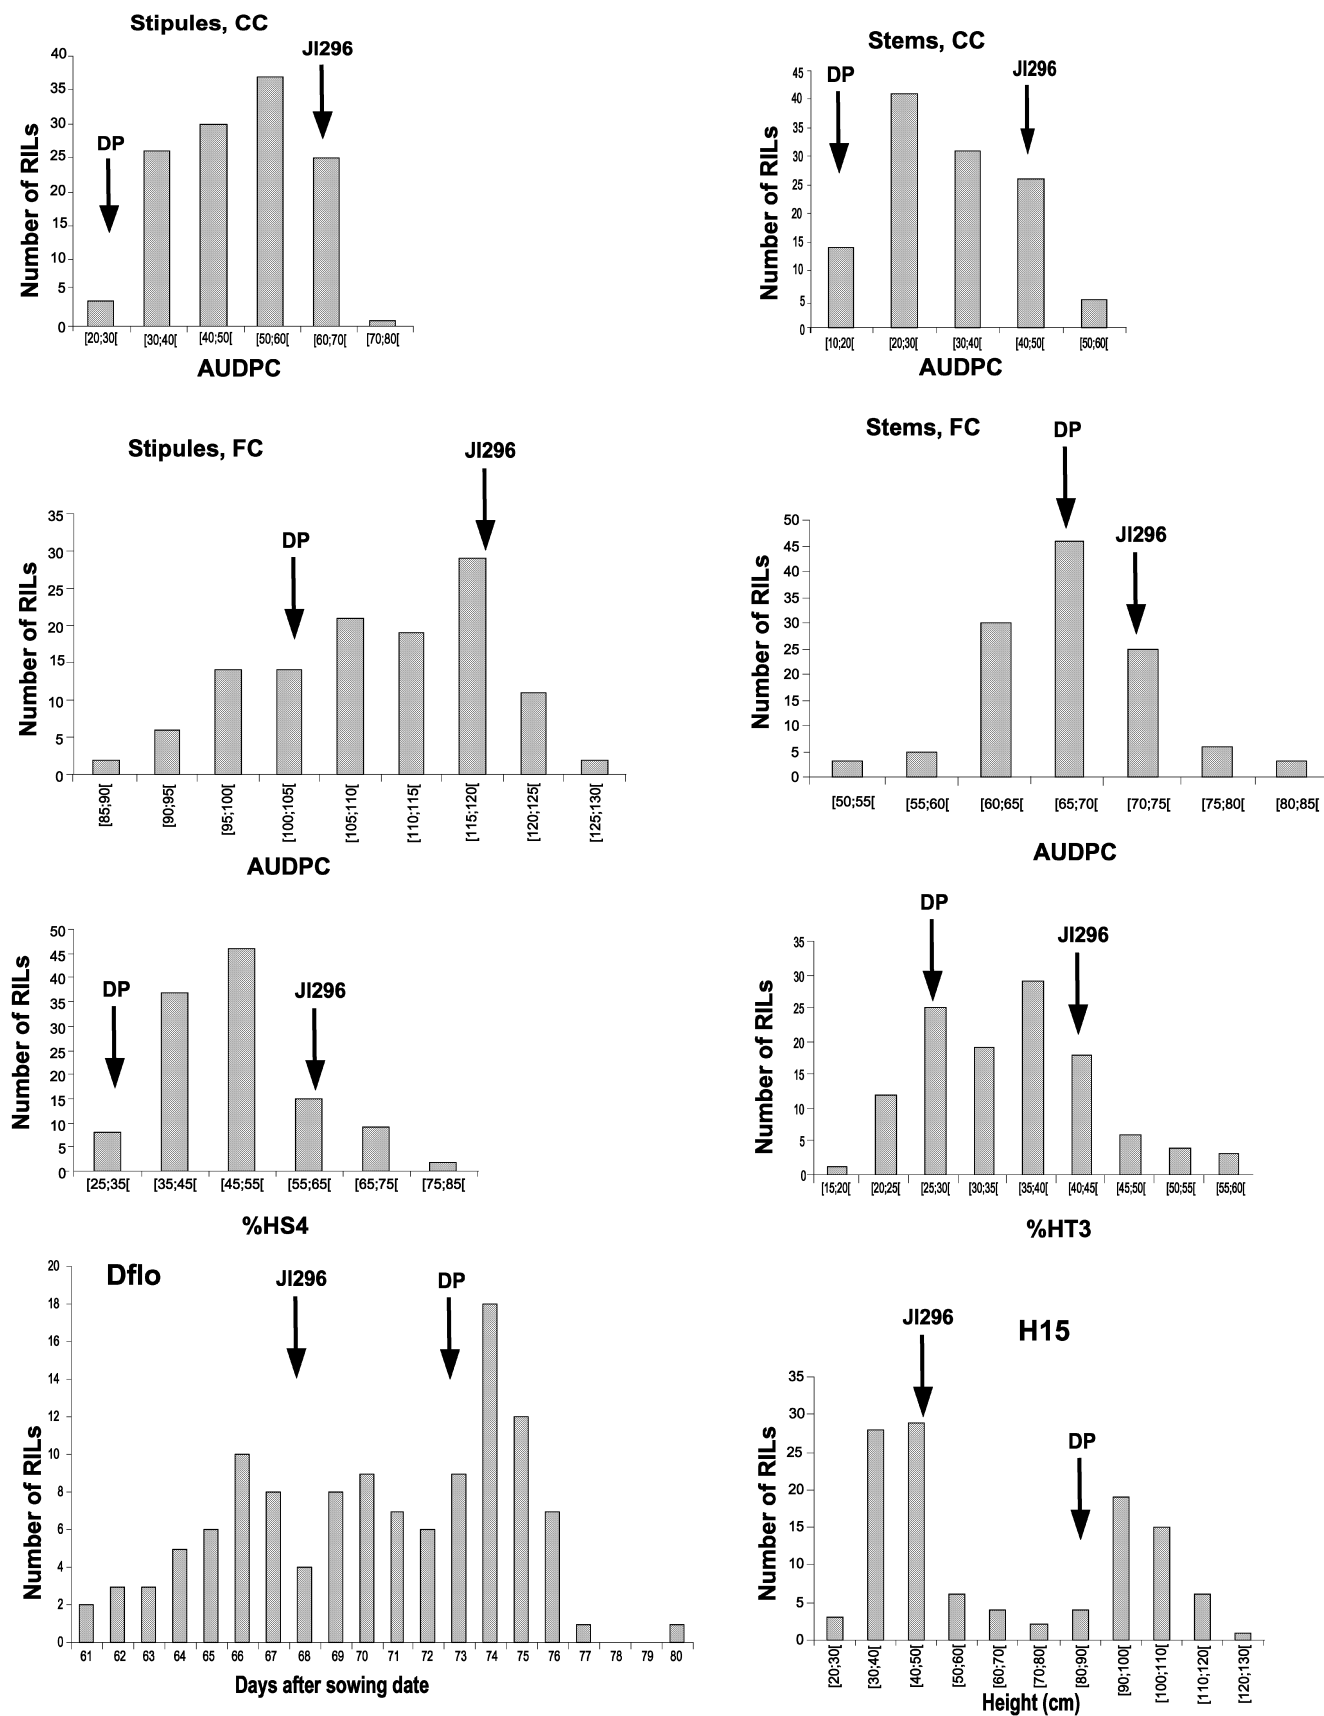 Stipules, CC
JI296
DP
Number of RILs
40
35
30
25
20
15
10
5
0
[20;30[ [30;40[ [40;50[ [50;60[ [60;70[ [70;80[
AUDPC
Stems, CC
DP
JI296
Number of RILs
45
40
35
30
25
20
15
10
5
0
[10;20[ [20;30[ [30;40[ [40;50[ [50;60[
AUDPC
Stipules, FC
JI296
DP
Number of RILs
35
30
25
20
15
10
5
0
[85;90[ [90;95[ [95;100[ [100;105[ [105;110[ [110;115[ [115;120[ [120;125[ [125;130[
AUDPC
Stems, FC
DP
JI296
Number of RILs
50
45
40
35
30
25
20
15
10
5
0
[50;55[ [55;60[ [60;65[ [65;70[ [70;75[ [75;80[ [80;85[
AUDPC
DP
JI296
Number of RILs
50
45
40
35
30
25
20
15
10
5
0
[25;35[ [35;45[ [45;55[ [55;65[ [65;75[ [75;85[
%HS4
DP
JI296
Number of RILs
35
30
25
20
15
10
5
0
[15;20[ [20;25[ [25;30[ [30;35[ [35;40[ [40;45[ [45;50[ [50;55[ [55;60[
%HT3
Dflo
JI296
DP
Number of RILs
20
18
16
14
12
10
8
6
4
2
0
61 62 63 64 65 66 67 68 69 70 71 72 73 74 75 76 77 78 79 80
Days after sowing date
JI296
H15
DP
Number of RILs
35
30
25
20
15
10
5
0
[20;30[ [30;40[ [40;50[ [50;60[ [60;70[ [70;80[ [80;90[ [90;100[ [100;110[ [110;120[ [120;130[
Height (cm)